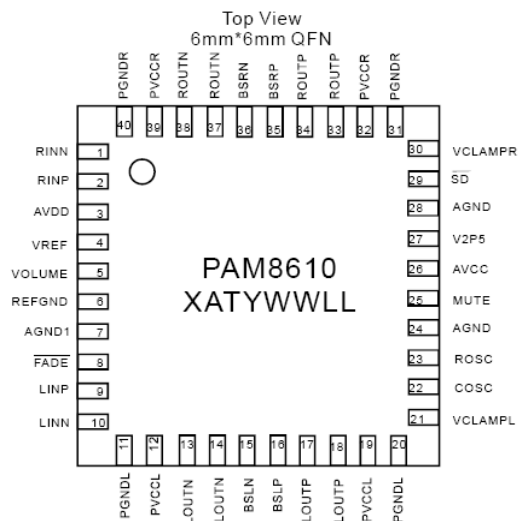 Top View
6mm*6mm QFN
PGNDR PVCCR ROUTN ROUTN BSRN BSRP ROUTP ROUTP PVCCR PGNDR
40 39 38 37 36 35 34 33 32 31
RINN 1
RINP 2
AVDD 3
VREF 4
VOLUME 5
REFGND 6
AGND1 7
FADE 8
LINP 9
LINN 10
PAM8610
XATYWWLL
30 VCLAMPR
29 SD
28 AGND
27 V2P5
26 AVCC
25 MUTE
24 AGND
23 ROSC
22 COSC
21 VCLAMPL
11 12 13 14 15 16 17 18 19 20
PGNDL PVCCL LOUTN LOUTN BSLN BSLP LOUTP LOUTP PVCCL PGNDL